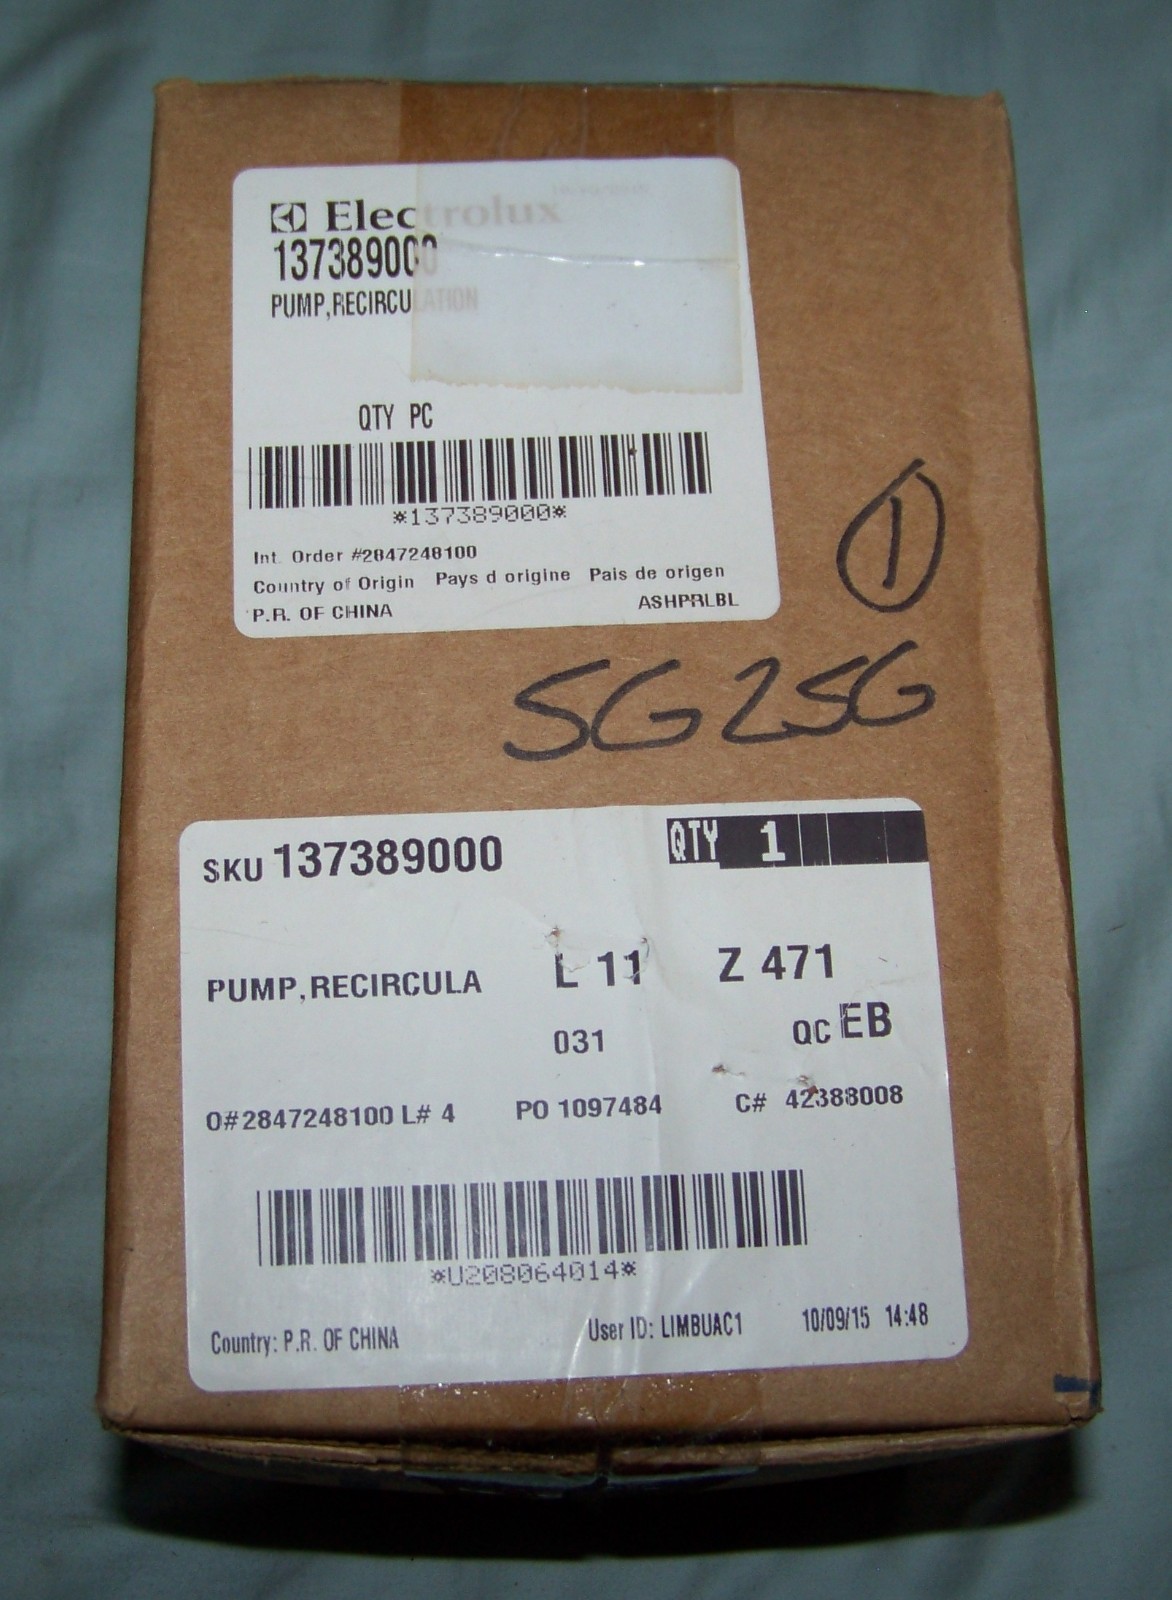 Electrolux
137389000
PUMP,RECIRCULATION
QTY PC
*137389000*
Int. Order #2847248100
Country of Origin Pays d origine Pais de origen
P.R. OF CHINA ASHPRLBL
1
SG25G
SKU 137389000 QTY 1
PUMP,RECIRCULA L 11 Z 471
031 QC EB
O#2847248100 L# 4 PO 1097484 C# 42388008
*U208064014*
Country: P.R. OF CHINA User ID: LIMBUAC1 10/09/15 14:48